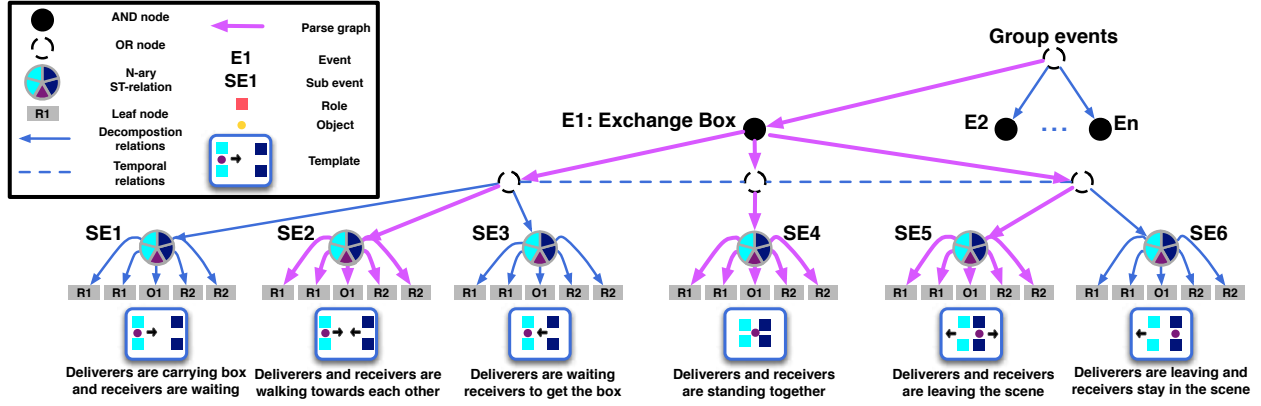 AND node
OR node
N-ary
ST-relation
R1
Leaf node
Decompostion
relations
Temporal
relations
Parse graph
E1
Event
SE1
Sub event
Role
Object
Template
Group events
E1: Exchange Box
E2
...
En
SE1
SE2
SE3
SE4
SE5
SE6
R1 R1 O1 R2 R2
R1 R1 O1 R2 R2
R1 R1 O1 R2 R2
R1 R1 O1 R2 R2
R1 R1 O1 R2 R2
R1 R1 O1 R2 R2
Deliverers are carrying box
and receivers are waiting
Deliverers and receivers are
walking towards each other
Deliverers are waiting
receivers to get the box
Deliverers and receivers
are standing together
Deliverers and receivers
are leaving the scene
Deliverers are leaving and
receivers stay in the scene